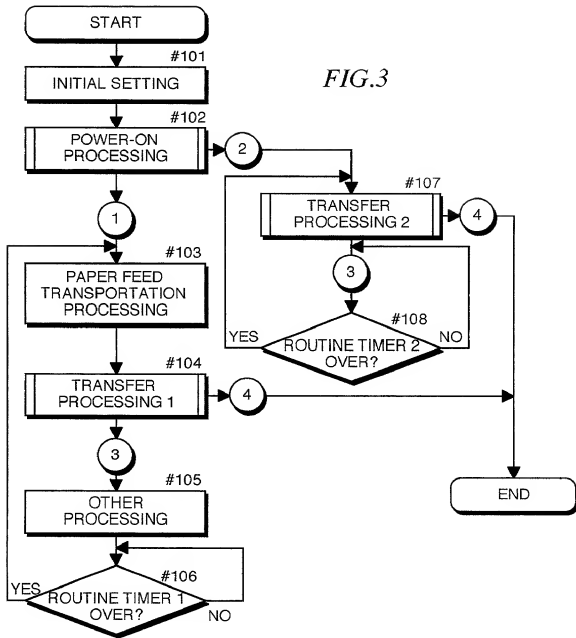 START
#101
INITIAL SETTING
FIG.3
#102
POWER-ON
PROCESSING
2
1
#107
TRANSFER
PROCESSING 2
4
#103
PAPER FEED
TRANSPORTATION
PROCESSING
3
#108
YES
NO
ROUTINE TIMER 2
OVER?
#104
TRANSFER
PROCESSING 1
4
3
#105
OTHER
PROCESSING
END
#106
YES
NO
ROUTINE TIMER 1
OVER?